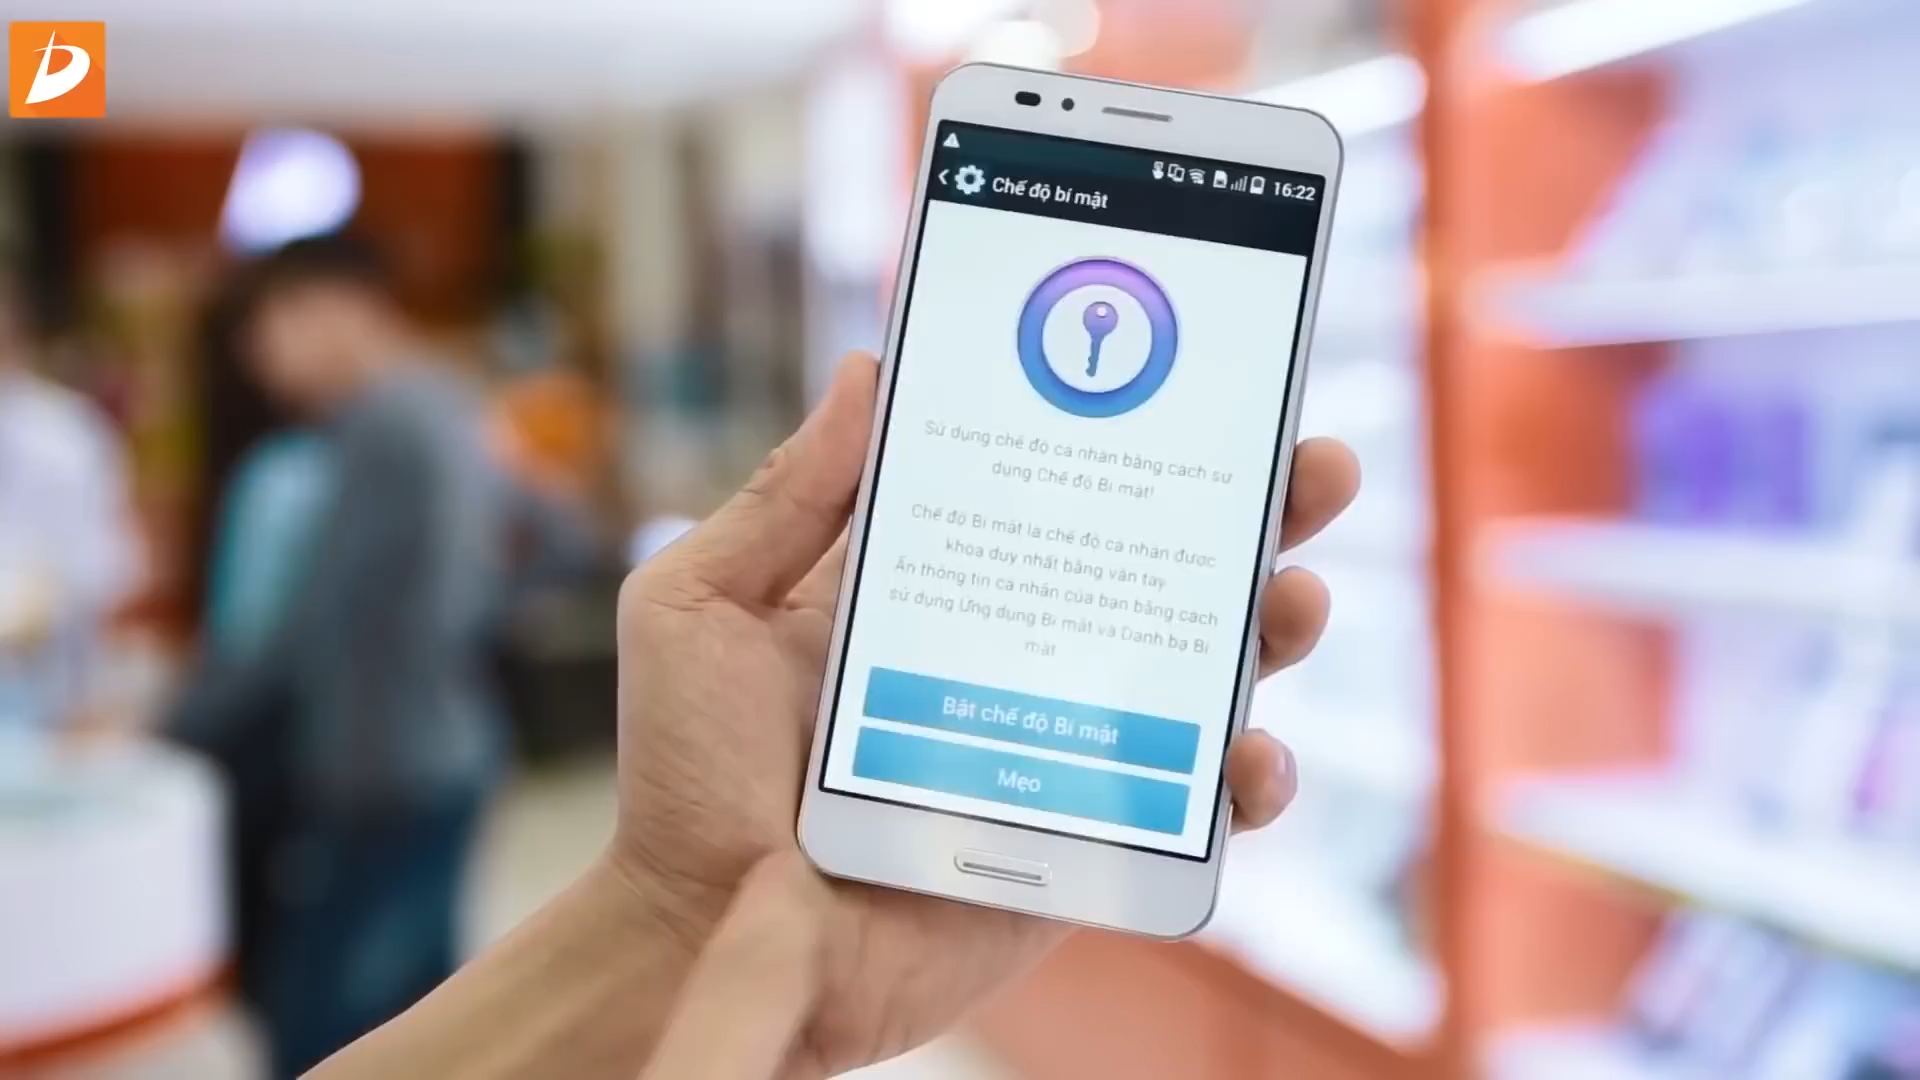 16:22
Chế độ bí mật
Sử dụng chế độ cá nhân bằng cách sử
dụng Chế độ Bí mật!
Chế độ Bí mật là chế độ cá nhân được
khóa duy nhất bằng vân tay
Ẩn thông tin cá nhân của bạn bằng cách
sử dụng Ứng dụng Bí mật và Danh bạ Bí
mật
Bật chế độ Bí mật
Mẹo